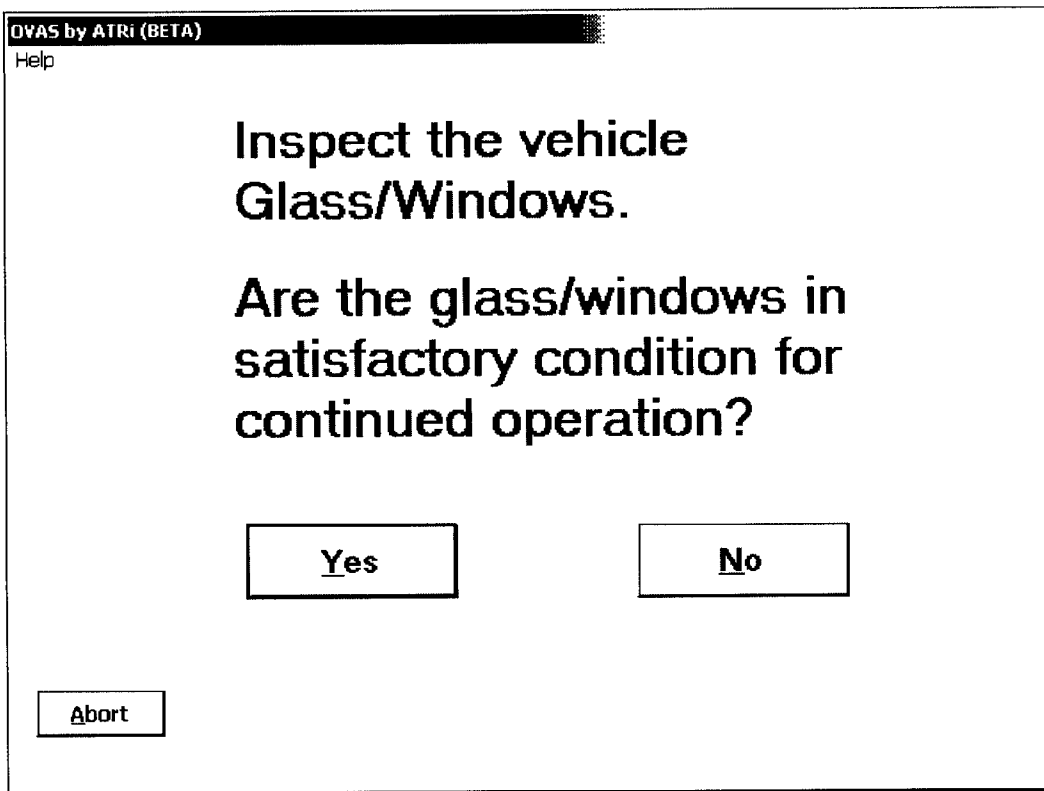 OVAS by ATRi (BETA)
Help
Inspect the vehicle
Glass/Windows.
Are the glass/windows in
satisfactory condition for
continued operation?
Yes
No
Abort